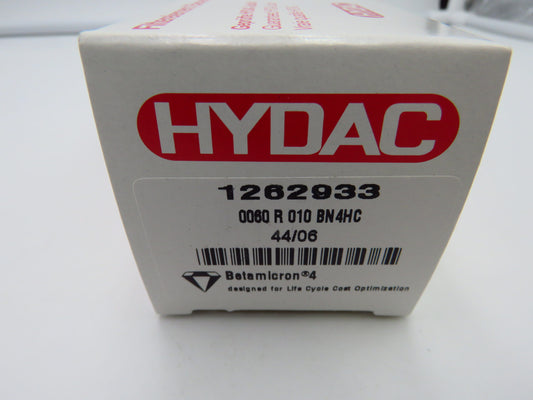 HYDAC
1262933
0060 R 010 BN4HC
44/06
Betamicron®4
designed for Life Cycle Cost Optimization